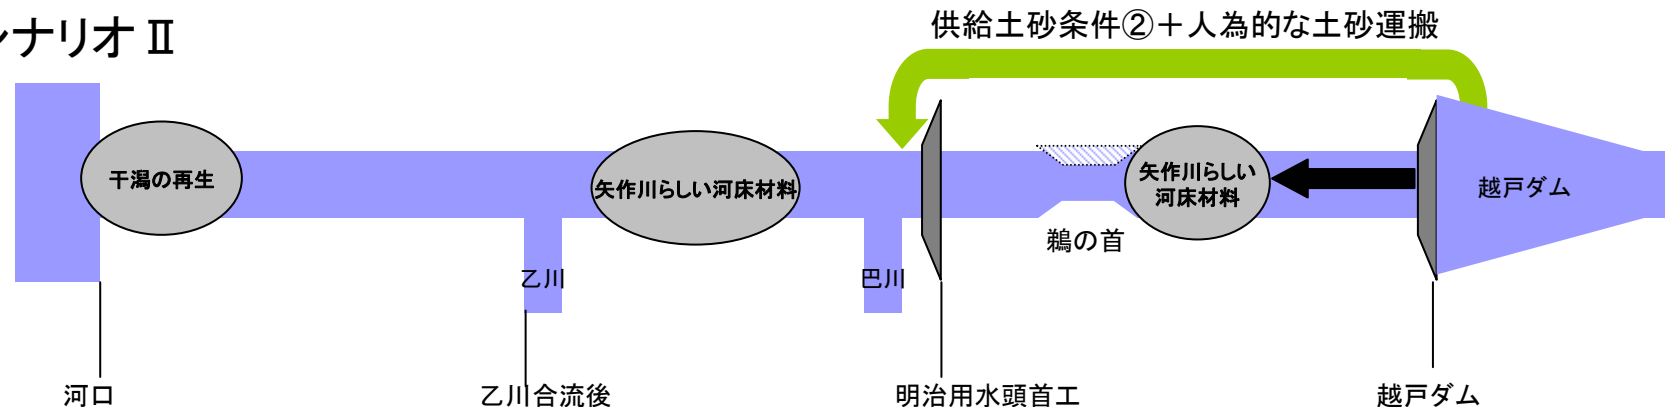 ンナリオⅡ
供給土砂条件②＋人為的な土砂運搬
干潟の再生
矢作川らしい河床材料
矢作川らしい
河床材料
越戸ダム
鵜の首
乙川
巴川
河口
乙川合流後
明治用水頭首工
越戸ダム